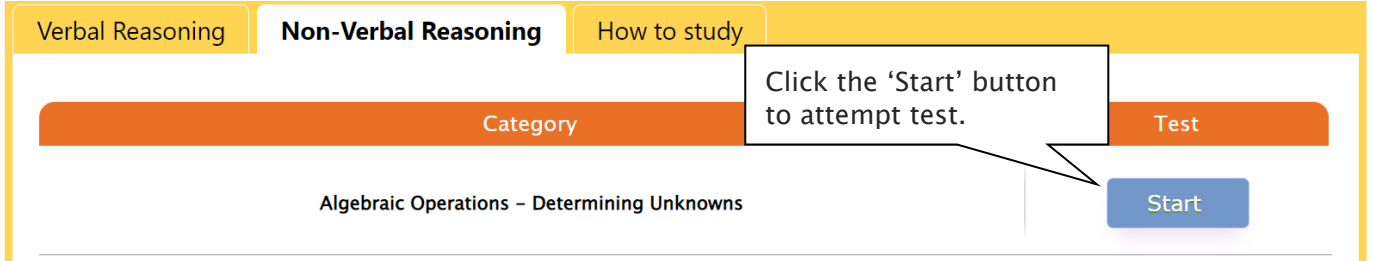 Verbal Reasoning
Non-Verbal Reasoning
How to study
Click the ‘Start’ button
to attempt test.
Category
Test
Algebraic Operations – Determining Unknowns
Start